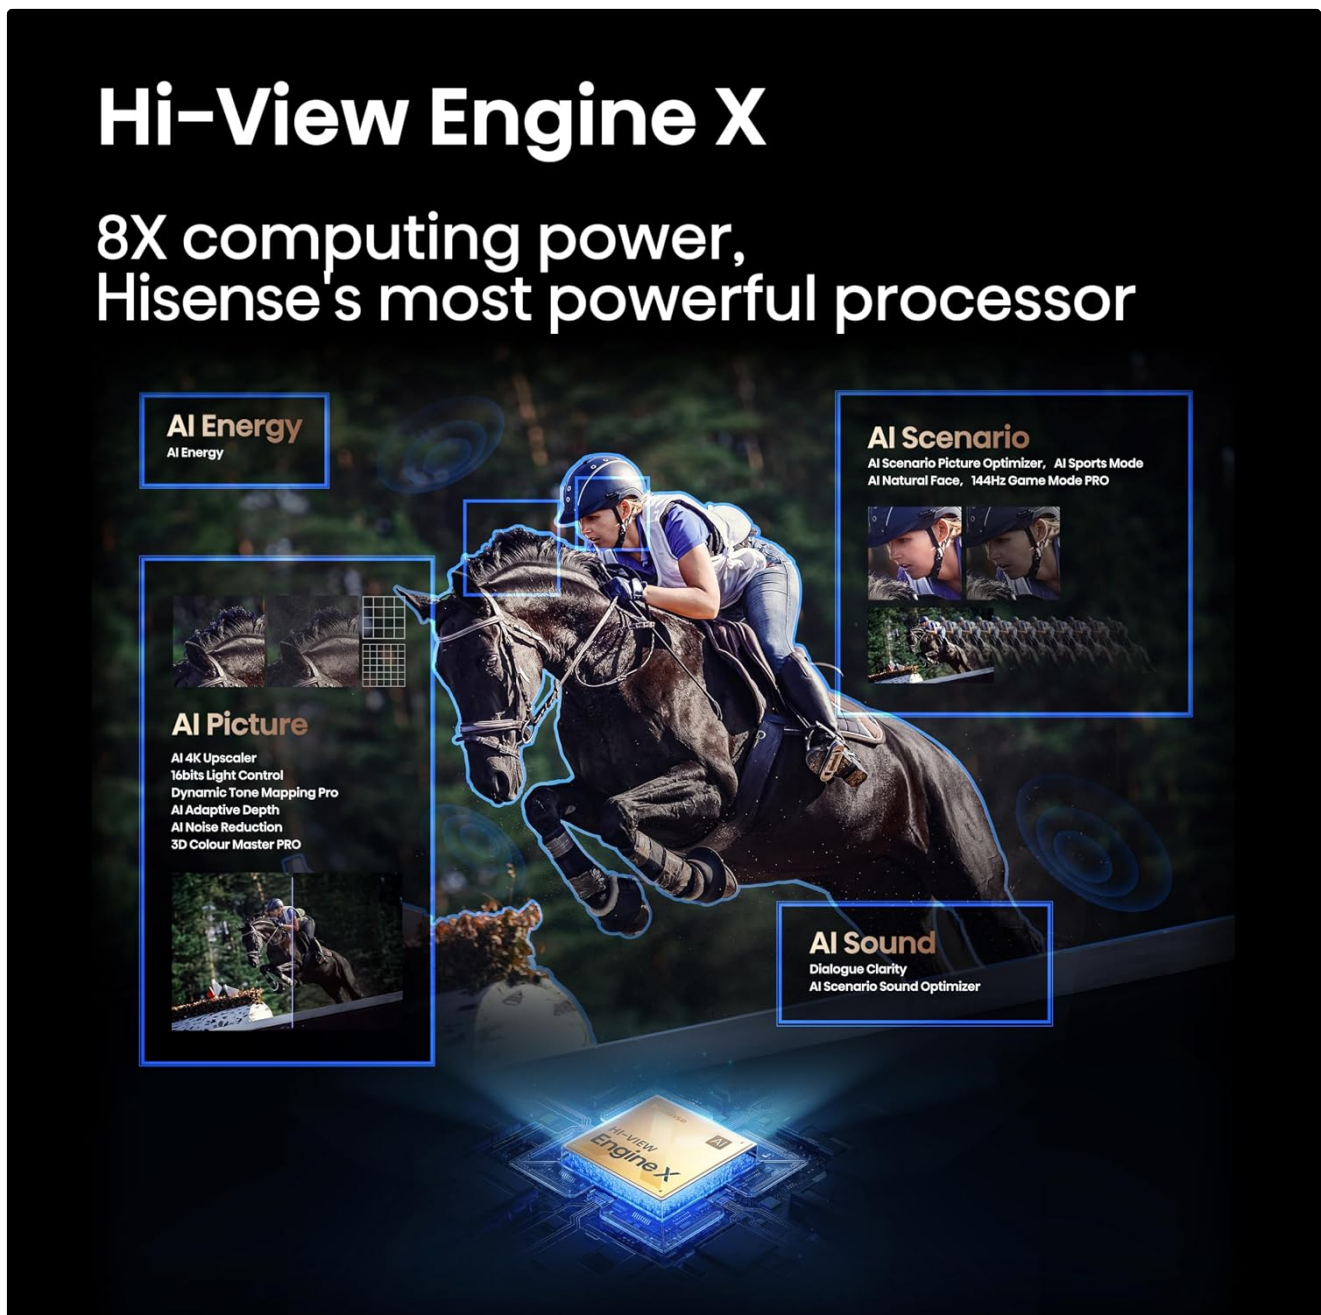 Hi-View Engine X
8X computing power,
Hisense's most powerful processor
AI Energy
AI Energy
AI Scenario
AI Scenario Picture Optimizer, AI Sports Mode
AI Natural Face, 144Hz Game Mode PRO
AI Picture
AI 4K Upscaler
16bits Light Control
Dynamic Tone Mapping Pro
AI Adaptive Depth
AI Noise Reduction
3D Colour Master PRO
AI Sound
Dialogue Clarity
AI Scenario Sound Optimizer
AI
HI-VIEW
Engine X